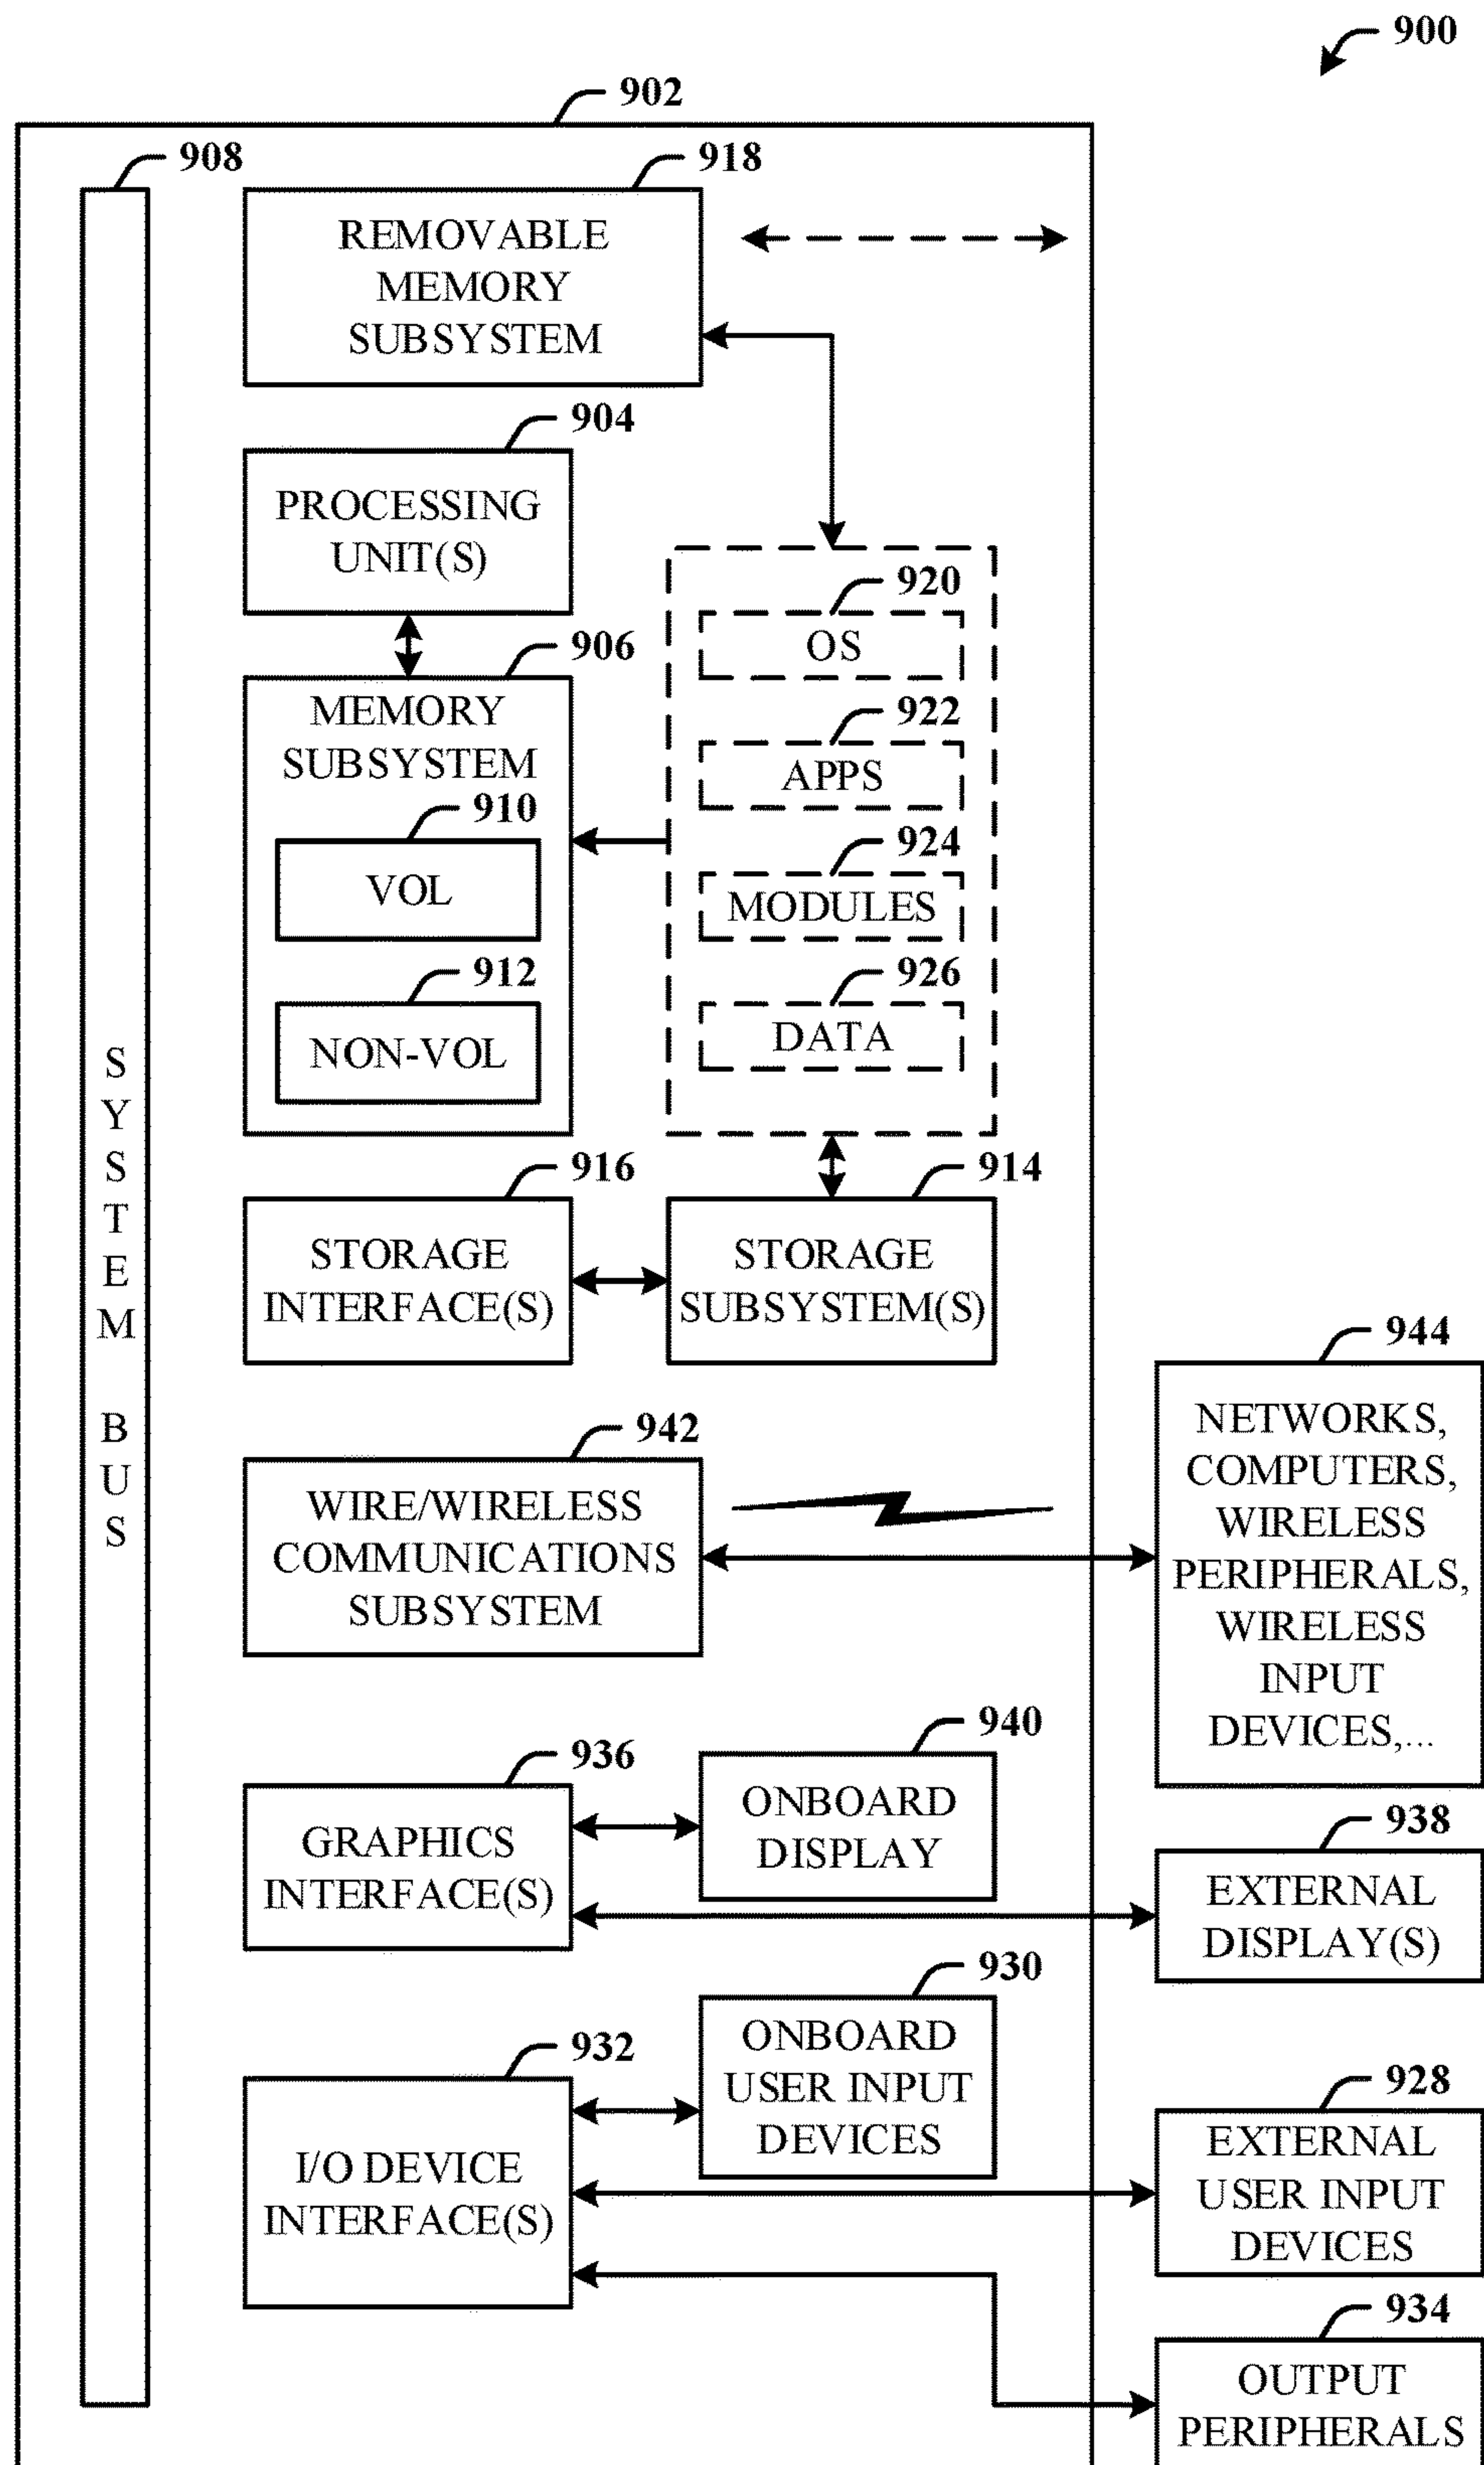 900
902
908
918
REMOVABLE
MEMORY
SUBSYSTEM
904
PROCESSING
UNIT(S)
906
MEMORY
SUBSYSTEM
910
VOL
912
NON-VOL
920
OS
922
APPS
924
MODULES
926
DATA
916
STORAGE
INTERFACE(S)
914
STORAGE
SUBSYSTEM(S)
SYSTEM BUS
942
WIRE/WIRELESS
COMMUNICATIONS
SUBSYSTEM
944
NETWORKS,
COMPUTERS,
WIRELESS
PERIPHERALS,
WIRELESS
INPUT
DEVICES,...
936
GRAPHICS
INTERFACE(S)
940
ONBOARD
DISPLAY
938
EXTERNAL
DISPLAY(S)
932
I/O DEVICE
INTERFACE(S)
930
ONBOARD
USER INPUT
DEVICES
928
EXTERNAL
USER INPUT
DEVICES
934
OUTPUT
PERIPHERALS